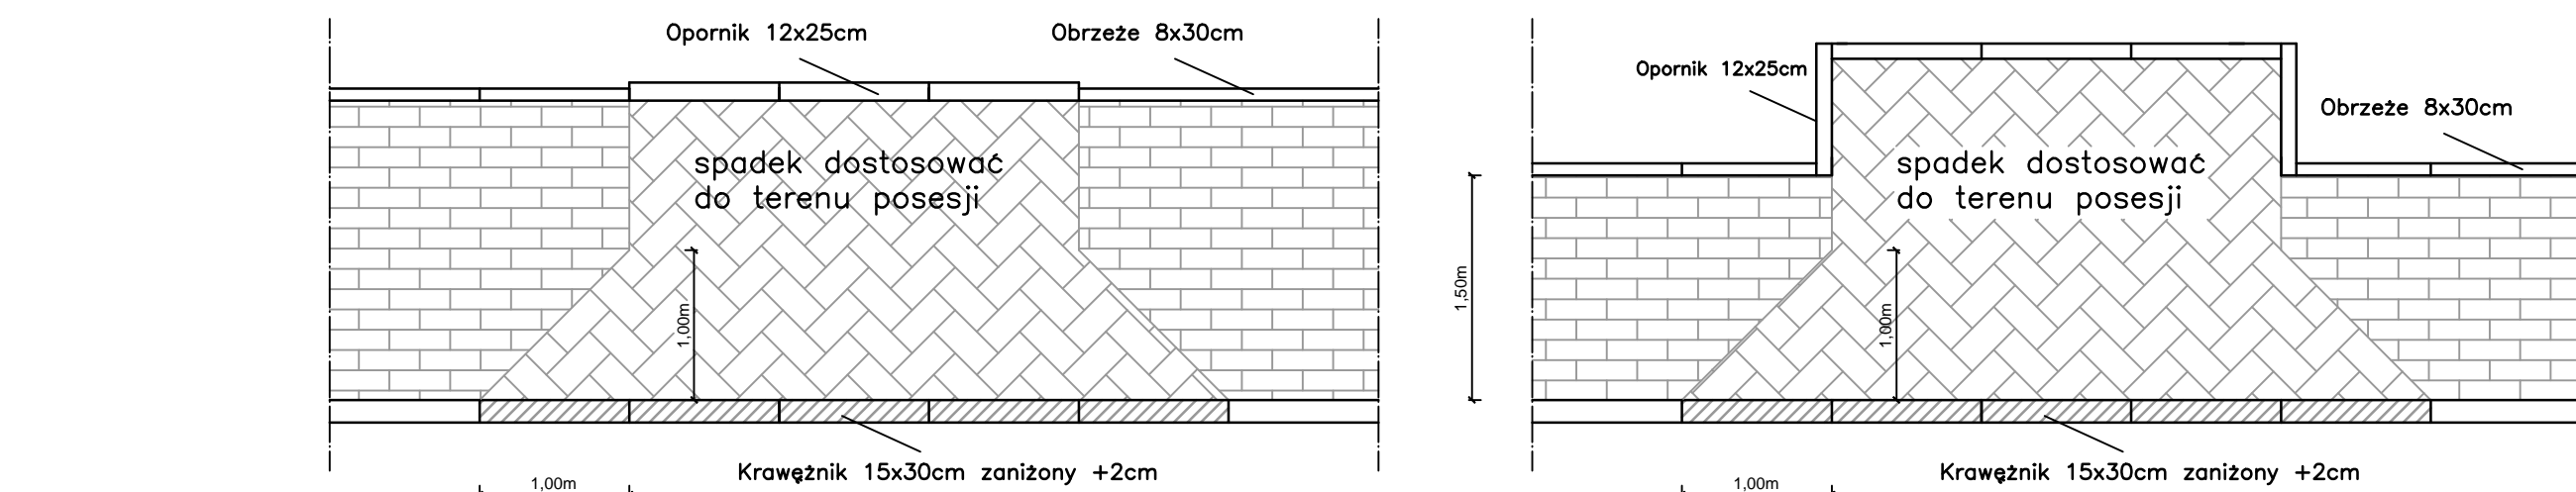 Opornik 12x25cm
Obrzeże 8x30cm
spadek dostosować
do terenu posesji
1,00m
Krawężnik 15x30cm zaniżony +2cm
1,00m
Opornik 12x25cm
Obrzeże 8x30cm
spadek dostosować
do terenu posesji
1,50m
1,00m
Krawężnik 15x30cm zaniżony +2cm
1,00m